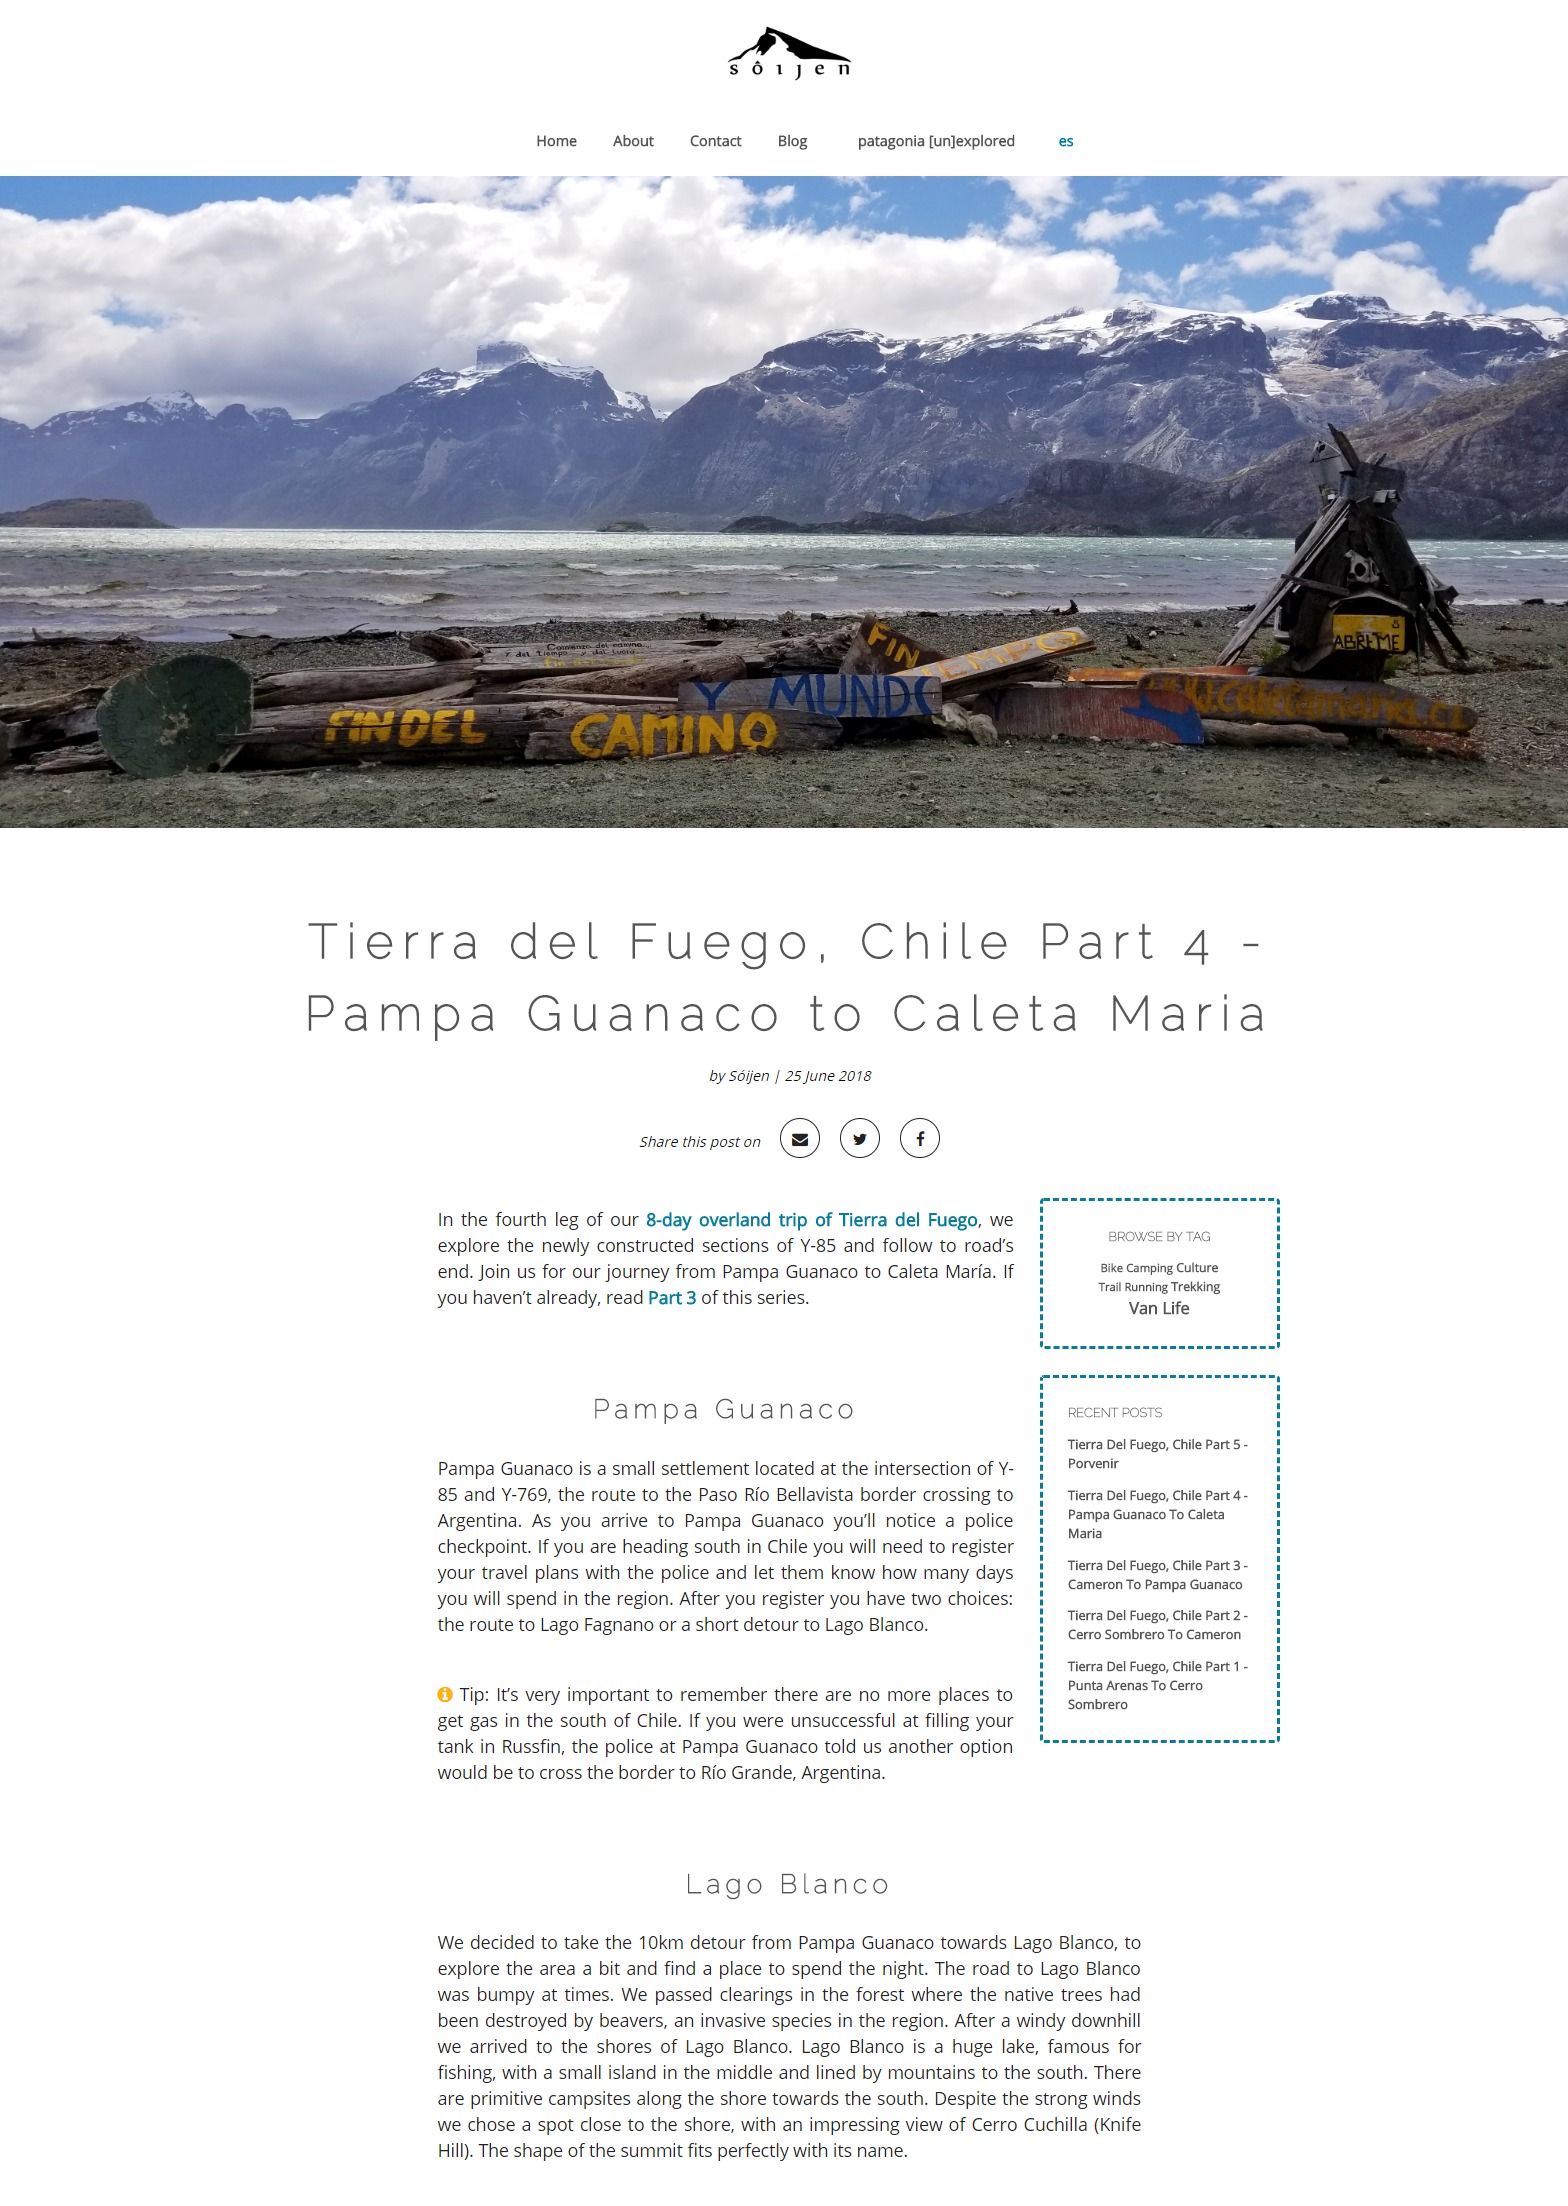 sôıȷen
Home About Contact Blog patagonia [un]explored es
Comienzo del camino
y del tiempo
FIN
TIEMPO
ABREME
Y MUNDO Y
FIN DEL CAMINO
Tierra del Fuego, Chile Part 4 -
Pampa Guanaco to Caleta Maria
by Sóijen | 25 June 2018
Share this post on
In the fourth leg of our 8-day overland trip of Tierra del Fuego, we
explore the newly constructed sections of Y-85 and follow to road’s
end. Join us for our journey from Pampa Guanaco to Caleta María. If
you haven’t already, read Part 3 of this series.
BROWSE BY TAG
Bike Camping Culture
Trail Running Trekking
Van Life
Pampa Guanaco
Pampa Guanaco is a small settlement located at the intersection of Y-
85 and Y-769, the route to the Paso Río Bellavista border crossing to
Argentina. As you arrive to Pampa Guanaco you’ll notice a police
checkpoint. If you are heading south in Chile you will need to register
your travel plans with the police and let them know how many days
you will spend in the region. After you register you have two choices:
the route to Lago Fagnano or a short detour to Lago Blanco.
Tip: It’s very important to remember there are no more places to
get gas in the south of Chile. If you were unsuccessful at filling your
tank in Russfin, the police at Pampa Guanaco told us another option
would be to cross the border to Río Grande, Argentina.
RECENT POSTS
Tierra Del Fuego, Chile Part 5 -
Porvenir
Tierra Del Fuego, Chile Part 4 -
Pampa Guanaco To Caleta
Maria
Tierra Del Fuego, Chile Part 3 -
Cameron To Pampa Guanaco
Tierra Del Fuego, Chile Part 2 -
Cerro Sombrero To Cameron
Tierra Del Fuego, Chile Part 1 -
Punta Arenas To Cerro
Sombrero
Lago Blanco
We decided to take the 10km detour from Pampa Guanaco towards Lago Blanco, to
explore the area a bit and find a place to spend the night. The road to Lago Blanco
was bumpy at times. We passed clearings in the forest where the native trees had
been destroyed by beavers, an invasive species in the region. After a windy downhill
we arrived to the shores of Lago Blanco. Lago Blanco is a huge lake, famous for
fishing, with a small island in the middle and lined by mountains to the south. There
are primitive campsites along the shore towards the south. Despite the strong winds
we chose a spot close to the shore, with an impressing view of Cerro Cuchilla (Knife
Hill). The shape of the summit fits perfectly with its name.